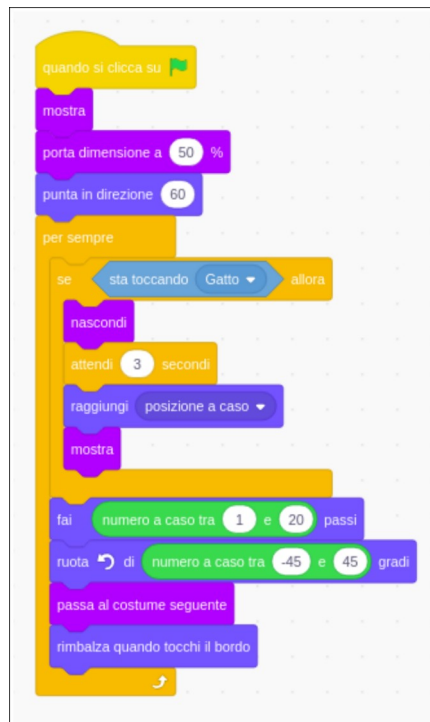 quando si clicca su
mostra
porta dimensione a 50 %
punta in direzione 60
per sempre
se sta toccando Gatto allora
nascondi
attendi 3 secondi
raggiungi posizione a caso
mostra
fai numero a caso tra 1 e 20 passi
ruota di numero a caso tra -45 e 45 gradi
passa al costume seguente
rimbalza quando tocchi il bordo